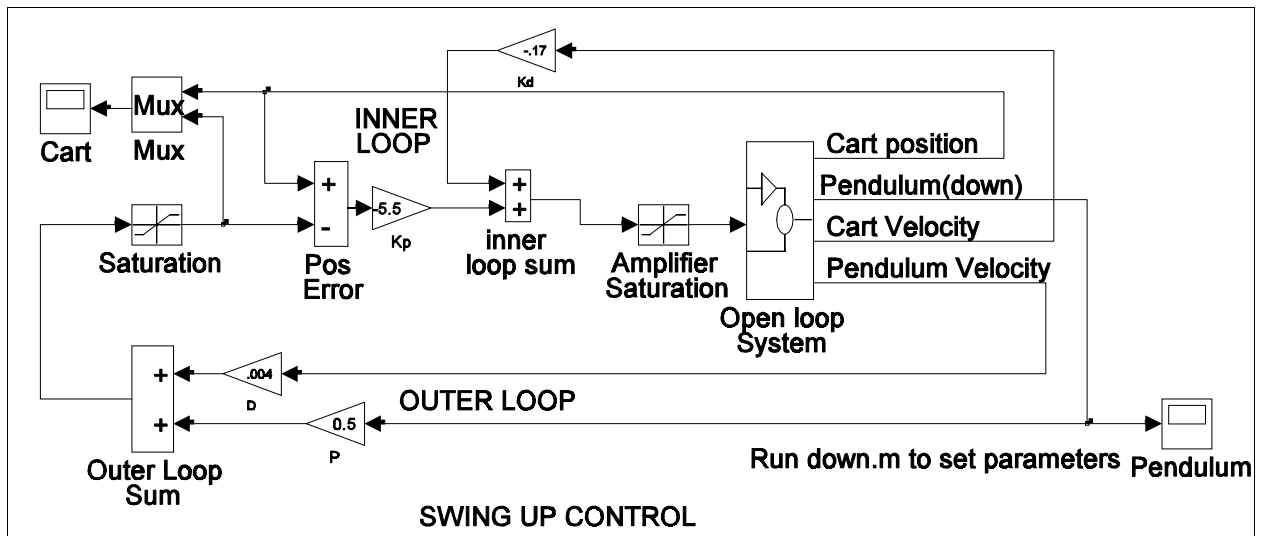 -.17
Kd
Mux
Cart
Mux
INNER
LOOP
Cart position
+
-5.5
+
+
Pendulum(down)
-
Kp
Cart Velocity
Saturation
Pos
Error
inner
loop sum
Amplifier
Saturation
Pendulum Velocity
Open loop
System
+
.004
D
OUTER LOOP
+
0.5
P
Outer Loop
Sum
Run down.m to set parameters
Pendulum
SWING UP CONTROL